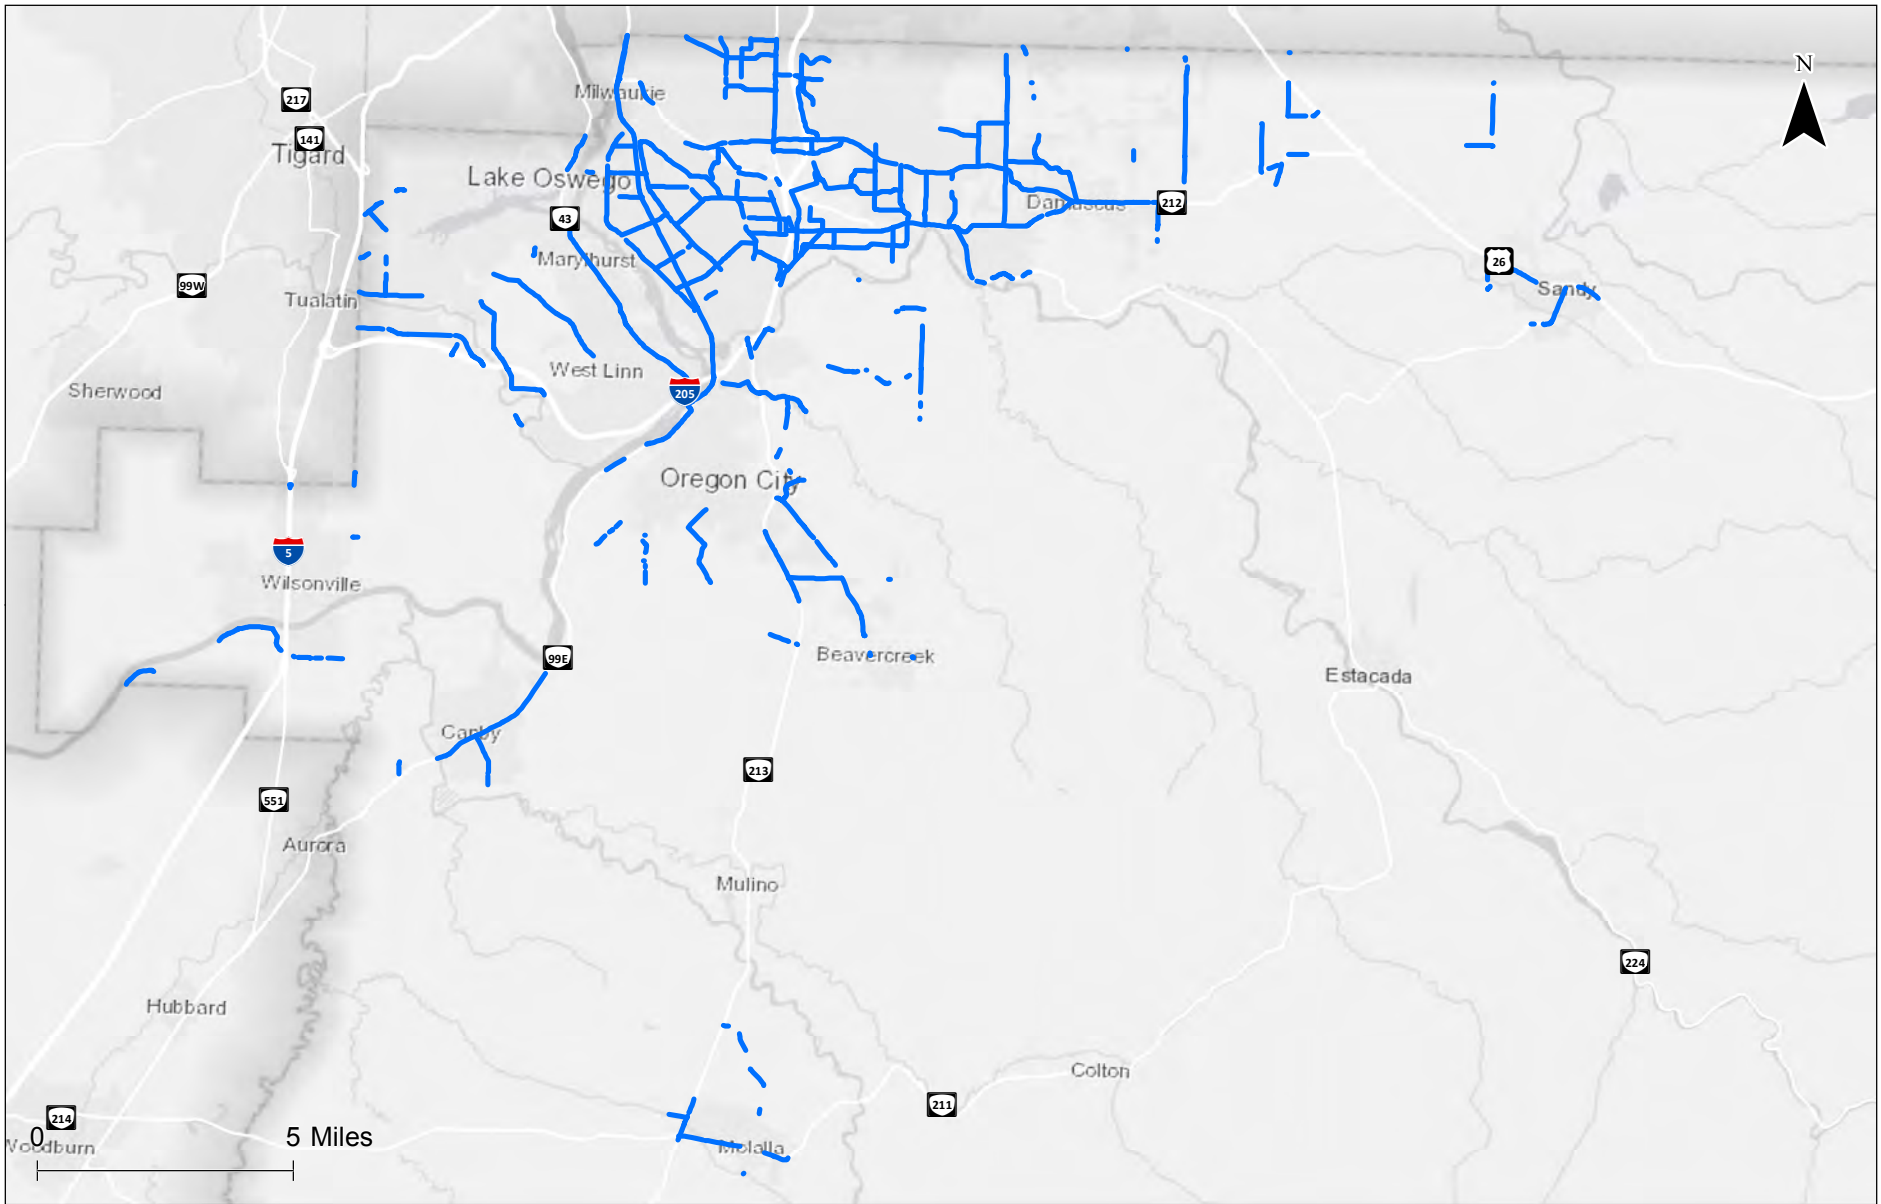 N
Milwaukie
217
141
Tigard
Lake Oswego
Damascus
212
43
Marylhurst
26
Sandy
99W
Tualatin
West Linn
205
Sherwood
Oregon City
5
Wilsonville
99E
Beavercreek
Estacada
Canby
213
551
Aurora
Mulino
224
Hubbard
Colton
211
214
0
5 Miles
Woodburn
Molalla